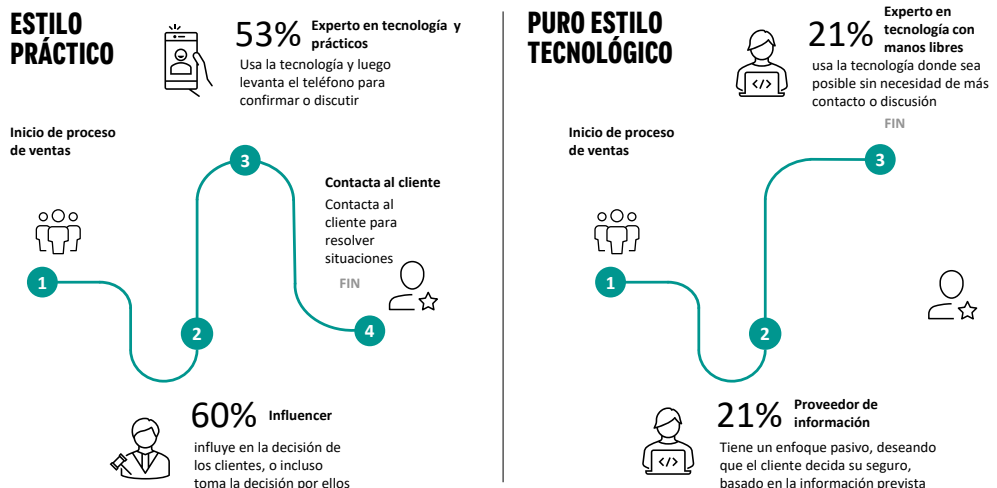 ESTILO
PRÁCTICO
53% Experto en tecnología y
prácticos
Usa la tecnología y luego
levanta el teléfono para
confirmar o discutir
Inicio de proceso
de ventas
1
2
3
Contacta al cliente
Contacta al
cliente para
resolver
situaciones
FIN
4
60% Influencer
influye en la decisión de
los clientes, o incluso
toma la decisión por ellos
PURO ESTILO
TECNOLÓGICO
21% Experto en
tecnología con
manos libres
usa la tecnología donde sea
posible sin necesidad de más
contacto o discusión
FIN
Inicio de proceso
de ventas
1
2
3
</>
21% Proveedor de
información
Tiene un enfoque pasivo, deseando
que el cliente decida su seguro,
basado en la información prevista
</>